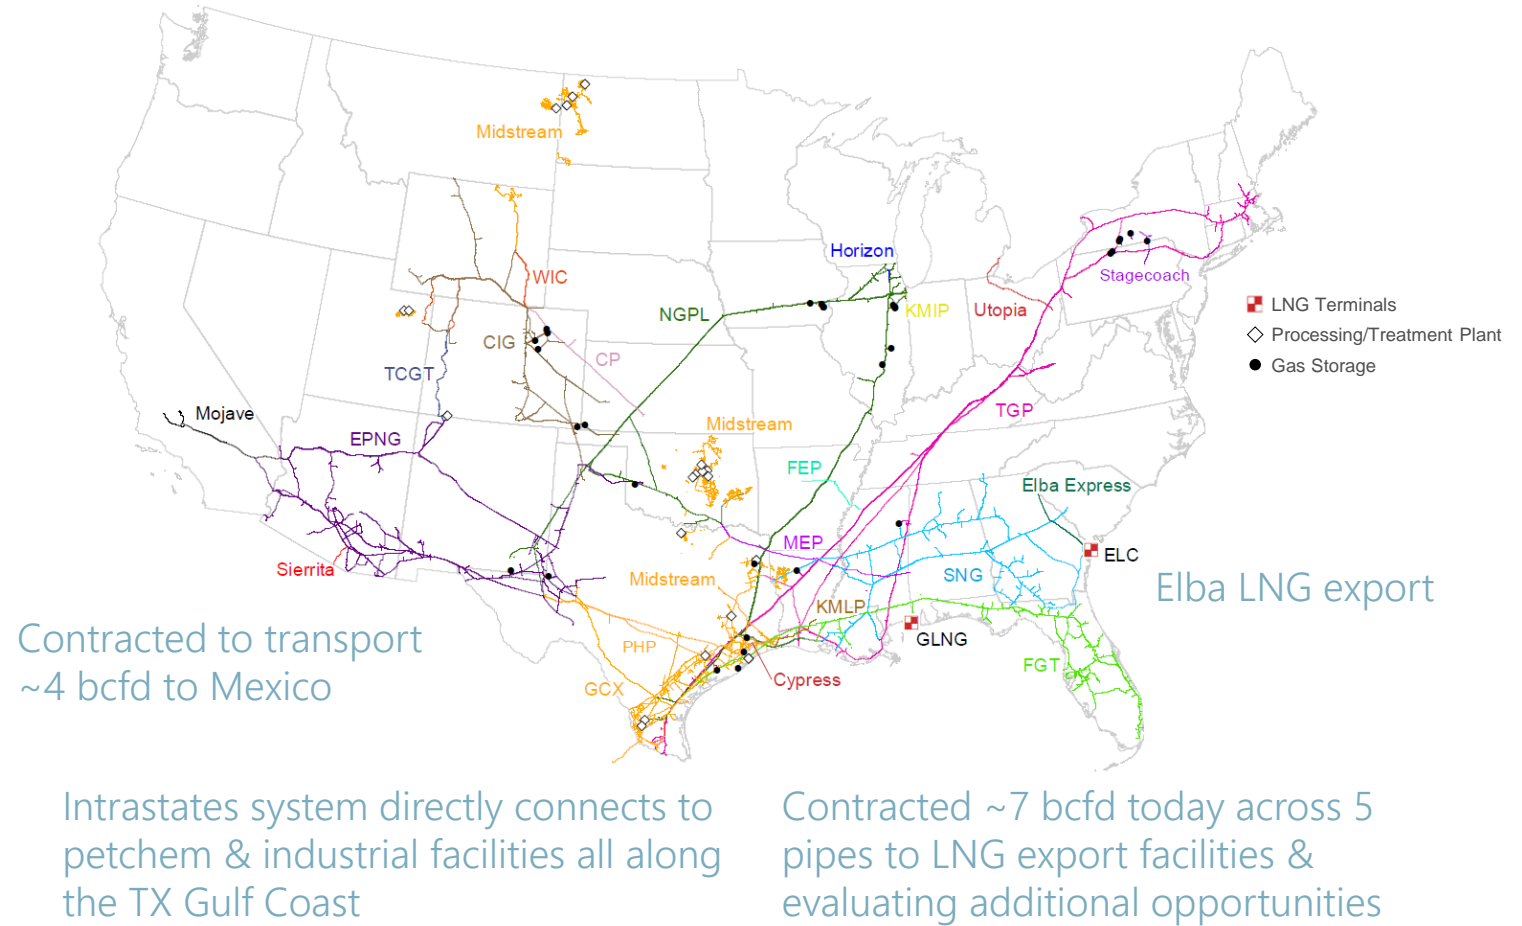 Midstream
Horizon
WIC
Stagecoach
NGPL
KMIP
Utopia
LNG Terminals
Processing/Treatment Plant
Gas Storage
CIG
CP
TCGT
Mojave
TGP
Midstream
EPNG
FEP
Elba Express
MEP
ELC
Sierrita
Midstream
SNG
Elba LNG export
KMLP
GLNG
Contracted to transport
~4 bcfd to Mexico
PHP
FGT
GCX
Cypress
Intrastates system directly connects to
petchem & industrial facilities all along
the TX Gulf Coast
Contracted ~7 bcfd today across 5
pipes to LNG export facilities &
evaluating additional opportunities